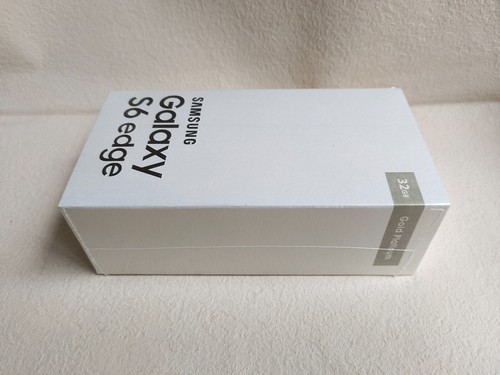 SAMSUNG
Galaxy
S6 edge
32GB
Gold Platinum